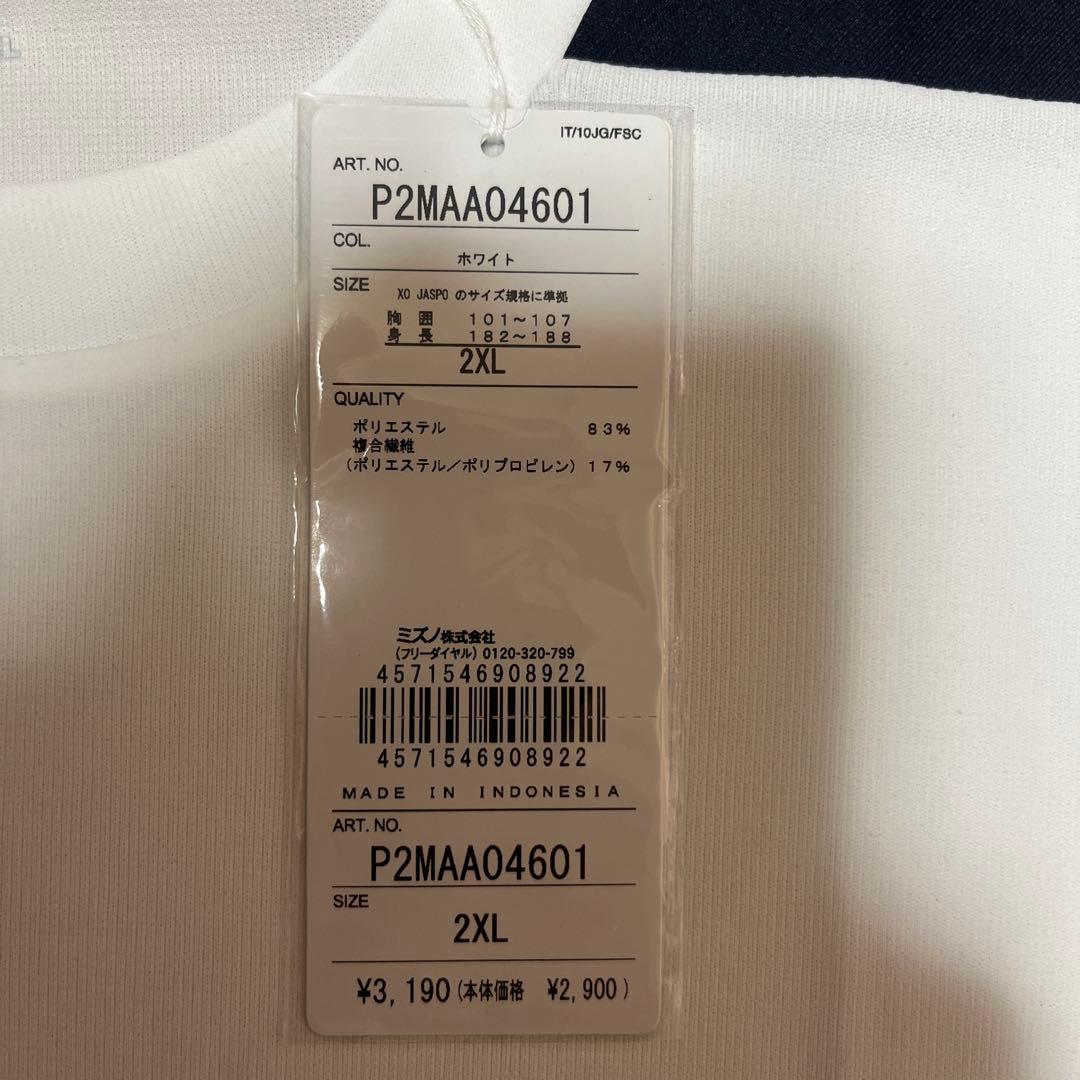 IT/10JG/FSC
ART. NO.
P2MAA04601
COL.
ホワイト
SIZE
XO JASPO のサイズ規格に準拠
胸 囲 101~107
身 長 182~188
2XL
QUALITY
ポリエステル 83%
複合繊維
(ポリエステル/ポリプロピレン) 17%
ミズノ株式会社
(フリーダイヤル) 0120-320-799
4571546908922
4571546908922
MADE IN INDONESIA
ART. NO.
P2MAA04601
SIZE
2XL
¥3,190(本体価格 ¥2,900)